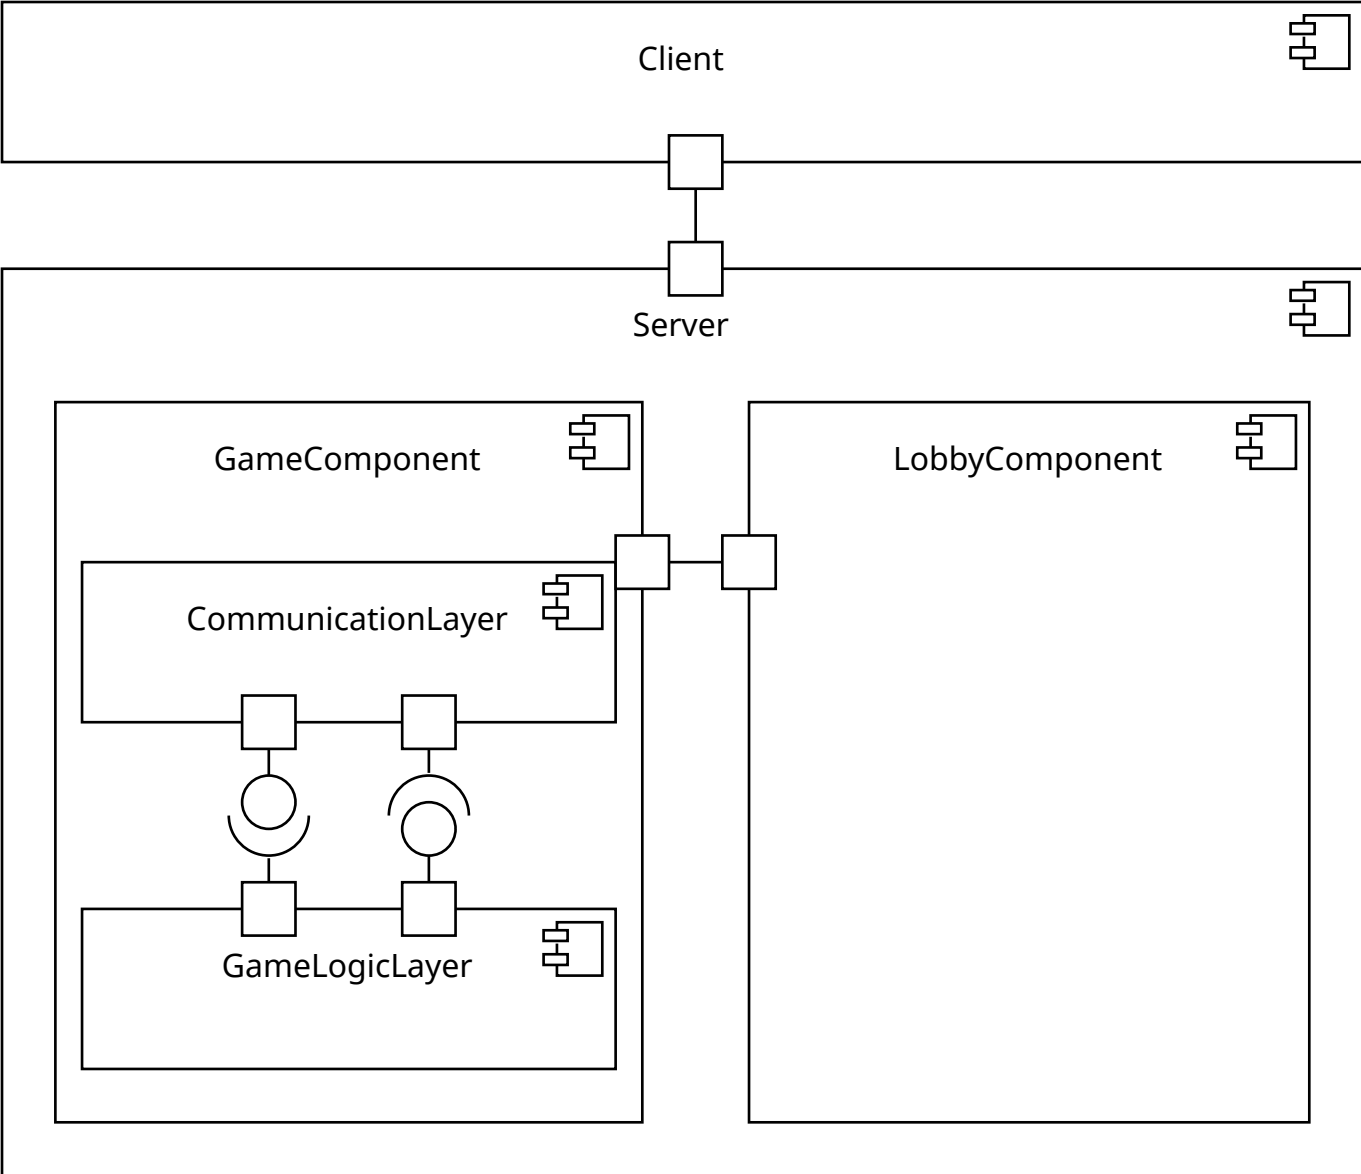 Client
Server
GameComponent
LobbyComponent
CommunicationLayer
GameLogicLayer